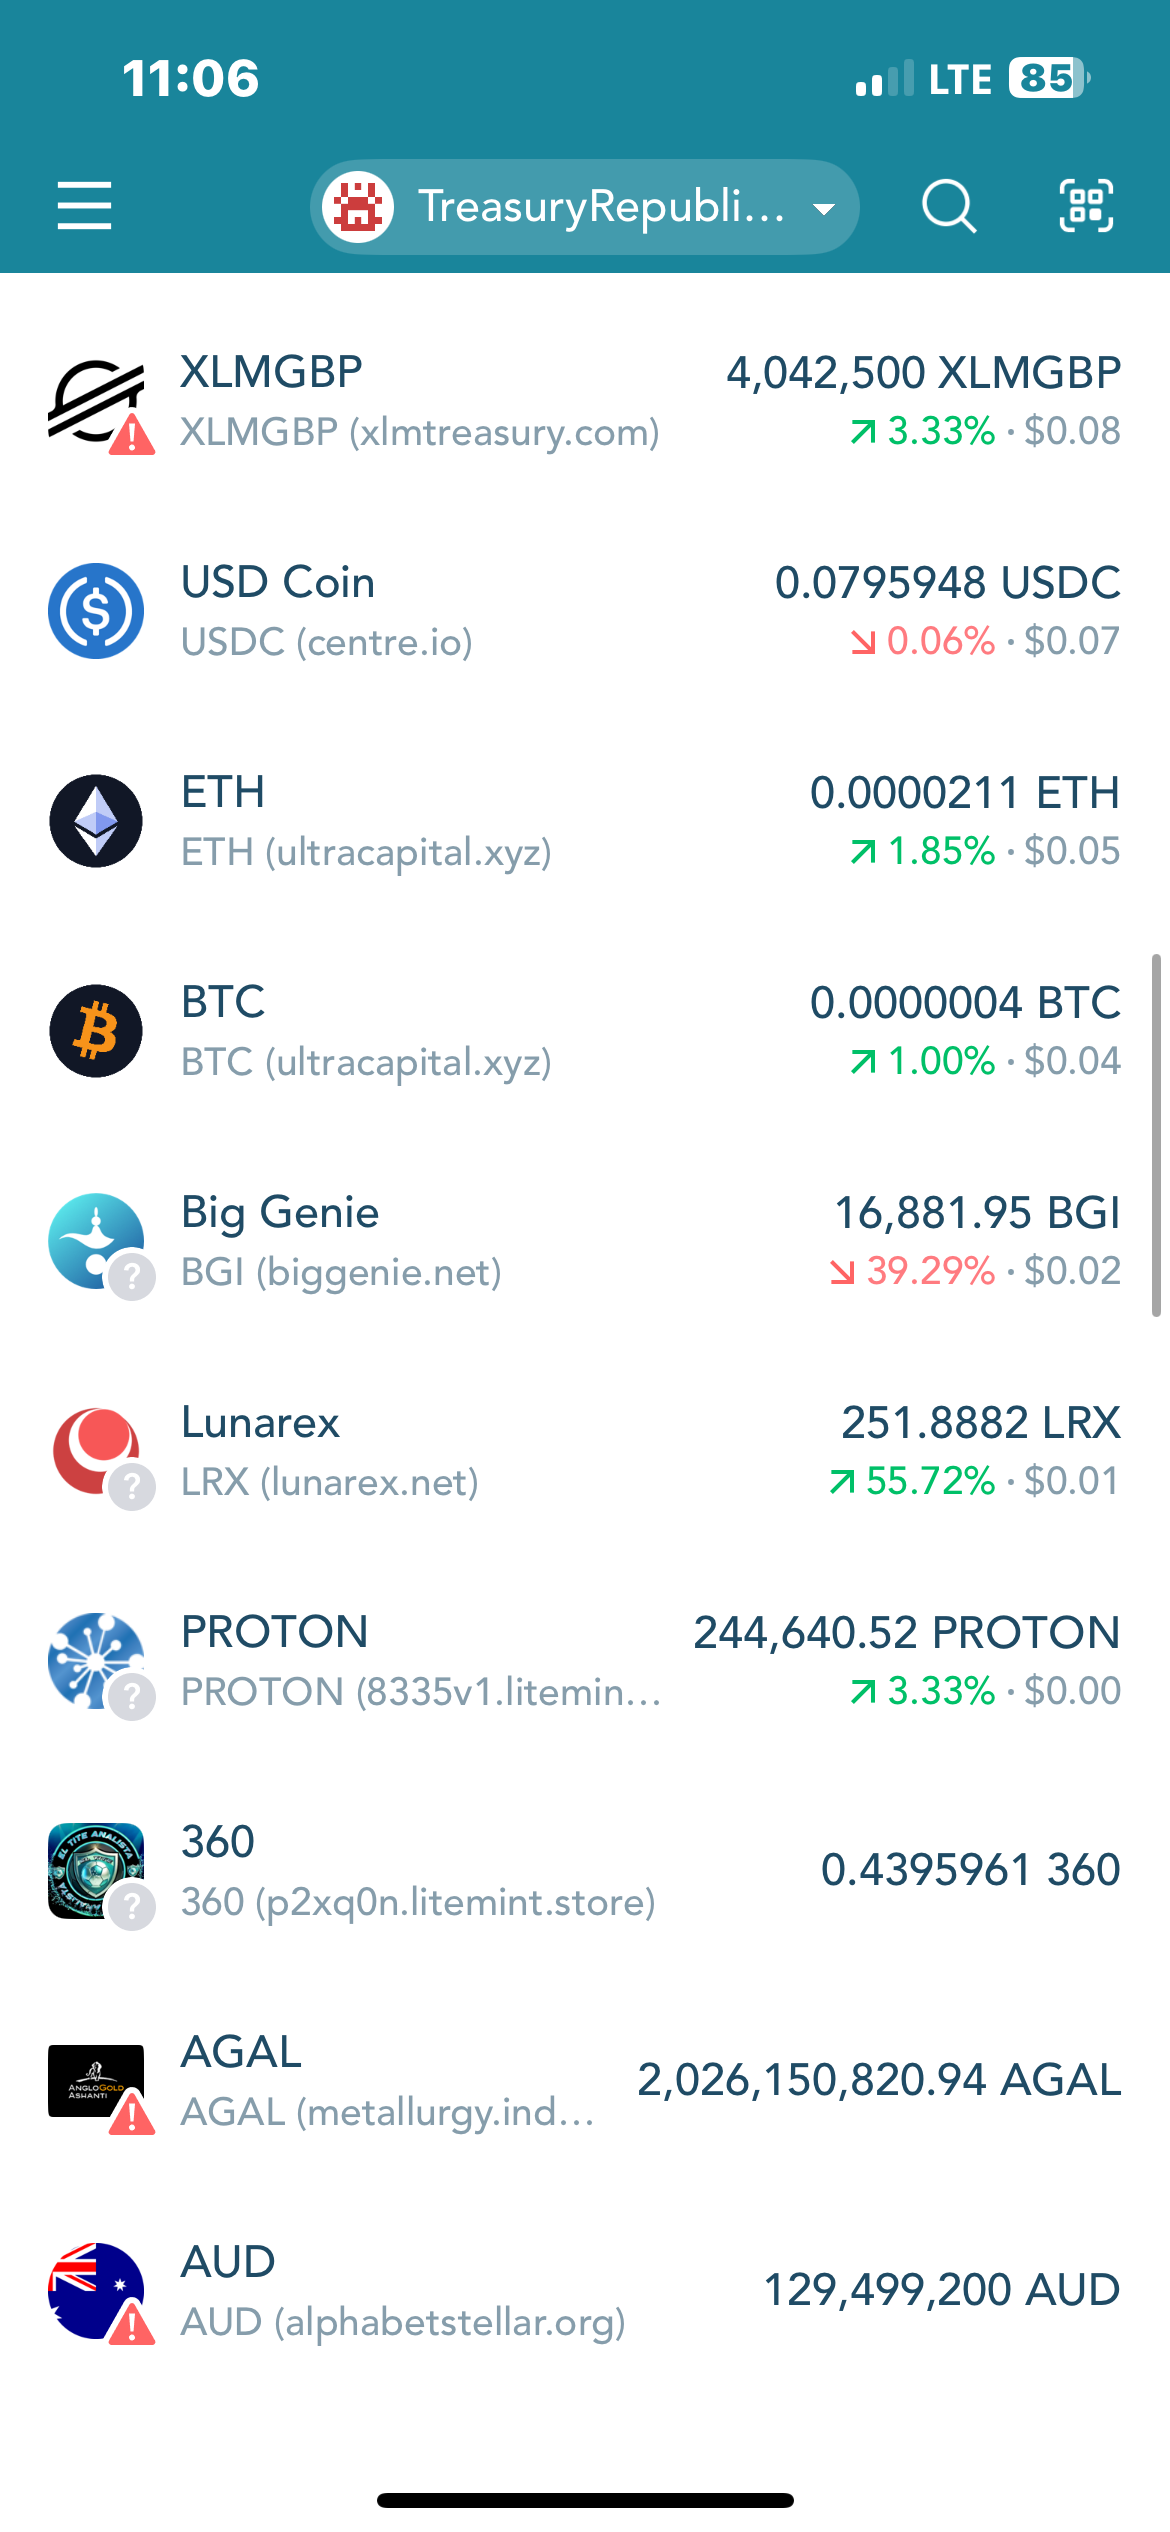 11:06
LTE 85
TreasuryRepubli...
XLMGBP
4,042,500 XLMGBP
XLMGBP (xlmtreasury.com)
3.33% · $0.08
USD Coin
0.0795948 USDC
USDC (centre.io)
0.06% · $0.07
ETH
0.0000211 ETH
ETH (ultracapital.xyz)
1.85% · $0.05
BTC
0.0000004 BTC
BTC (ultracapital.xyz)
1.00% · $0.04
Big Genie
16,881.95 BGI
BGI (biggenie.net)
39.29% · $0.02
Lunarex
251.8882 LRX
LRX (lunarex.net)
55.72% · $0.01
PROTON
244,640.52 PROTON
PROTON (8335v1.litemin...
3.33% · $0.00
EL TITE ANALISTA
360
0.4395961 360
360 (p2xq0n.litemint.store)
ANGLOGOLD
ASHANTI
AGAL
2,026,150,820.94 AGAL
AGAL (metallurgy.ind...
AUD
129,499,200 AUD
AUD (alphabetstellar.org)